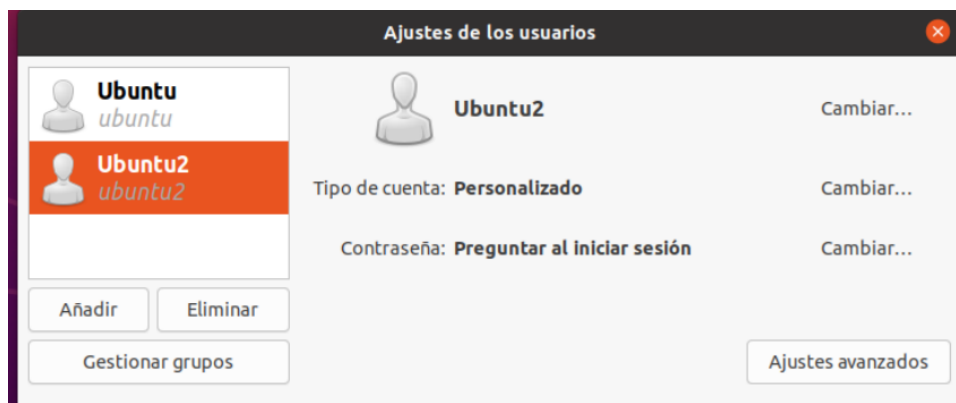 Ajustes de los usuarios
Ubuntu
ubuntu
Ubuntu2
ubuntu2
Añadir
Eliminar
Gestionar grupos
Ubuntu2
Cambiar...
Tipo de cuenta: Personalizado
Cambiar...
Contraseña: Preguntar al iniciar sesión
Cambiar...
Ajustes avanzados